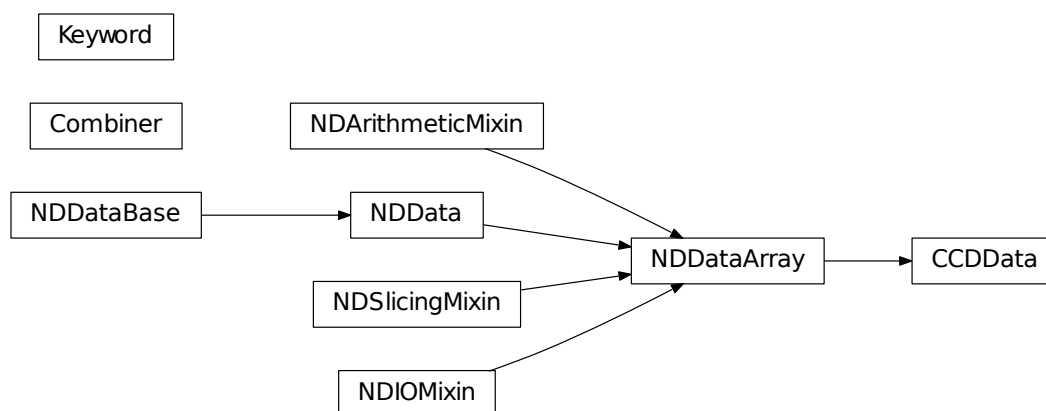 Keyword
Combiner
NDArithmeticMixin
NDDataBase
NDData
NDDataArray
CCDData
NDSlicingMixin
NDIOMixin